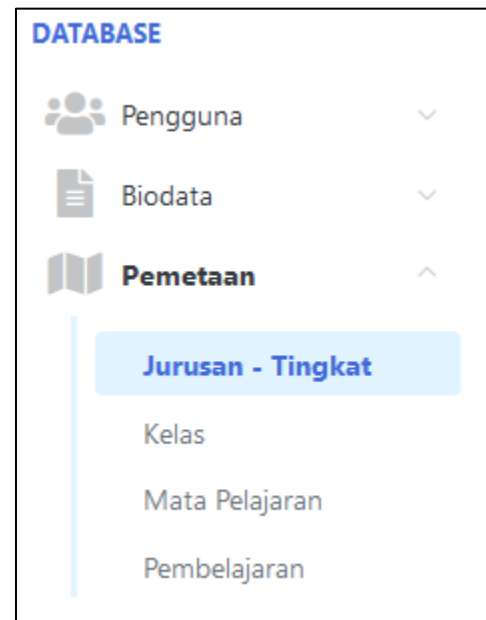 DATABASE
Pengguna
Biodata
Pemetaan
Jurusan - Tingkat
Kelas
Mata Pelajaran
Pembelajaran